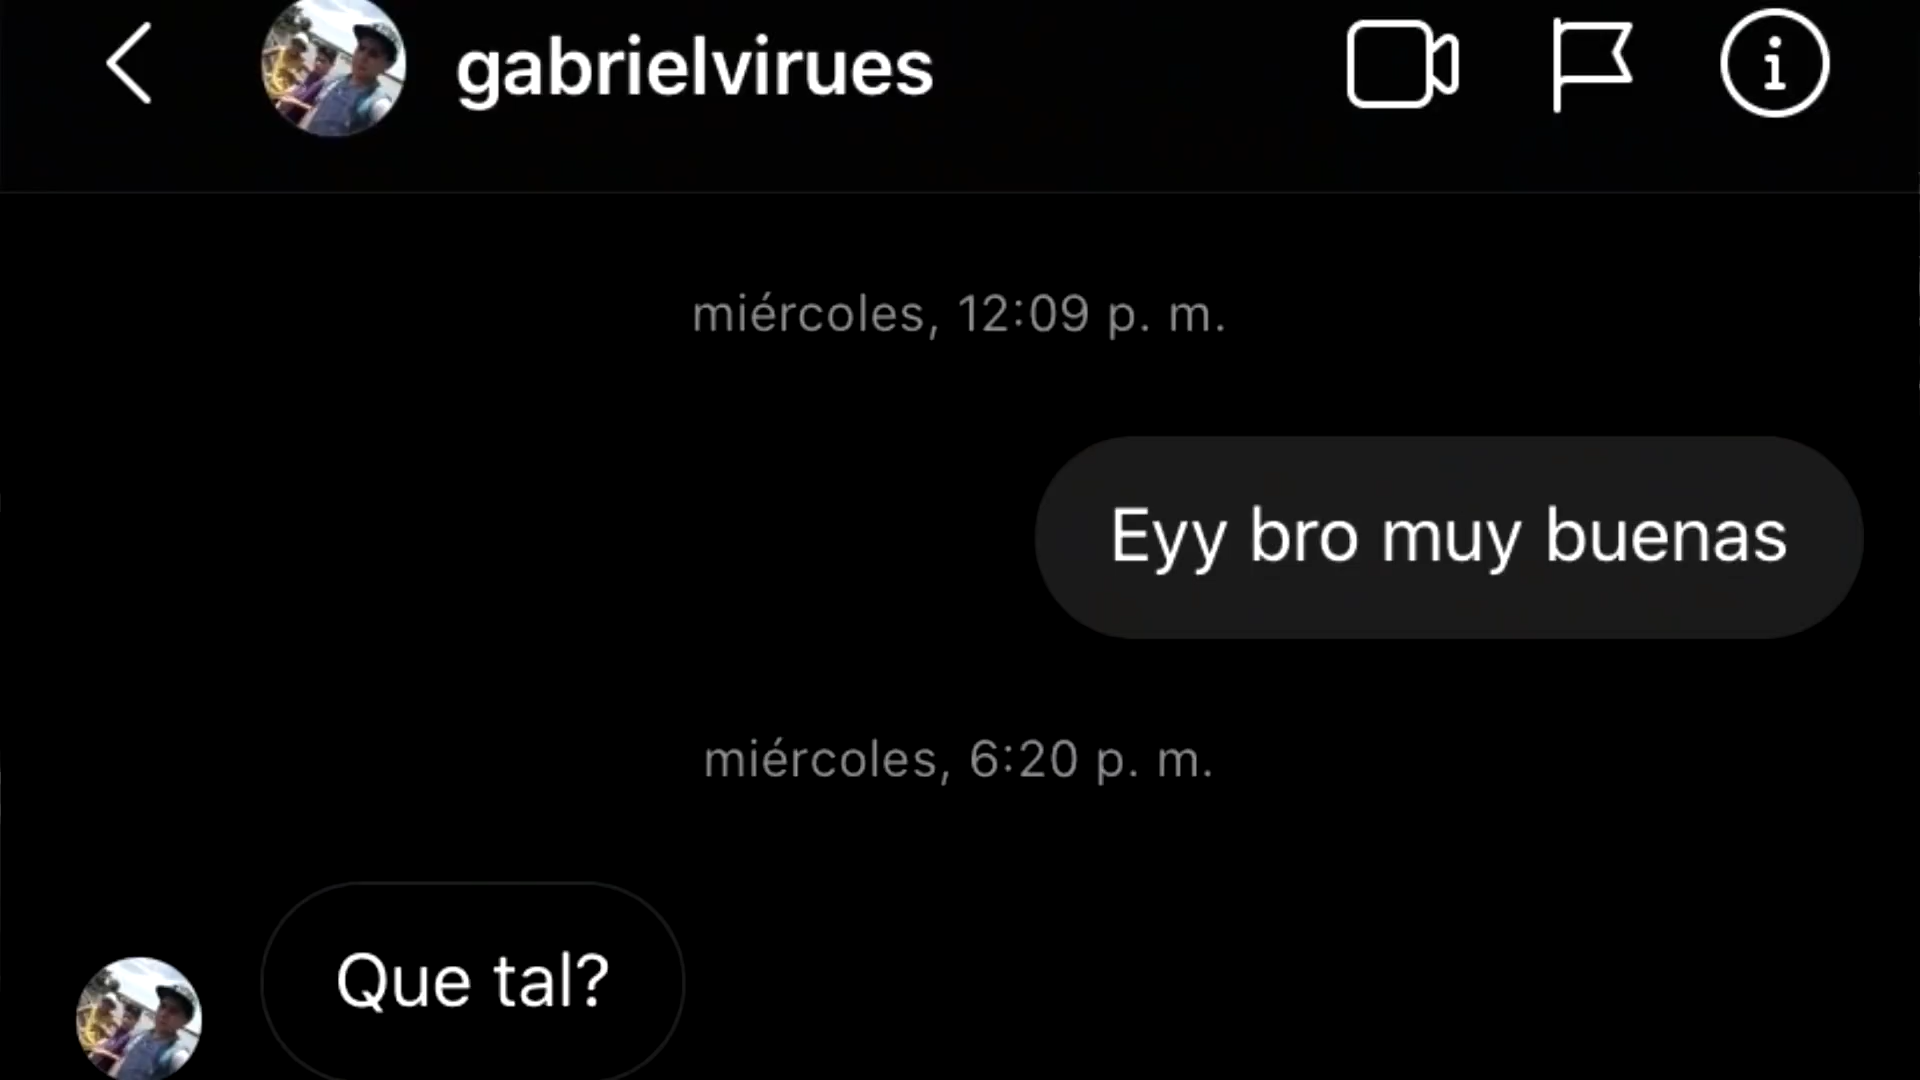 gabrielvirues
miércoles, 12:09 p. m.
Eyy bro muy buenas
miércoles, 6:20 p. m.
Que tal?